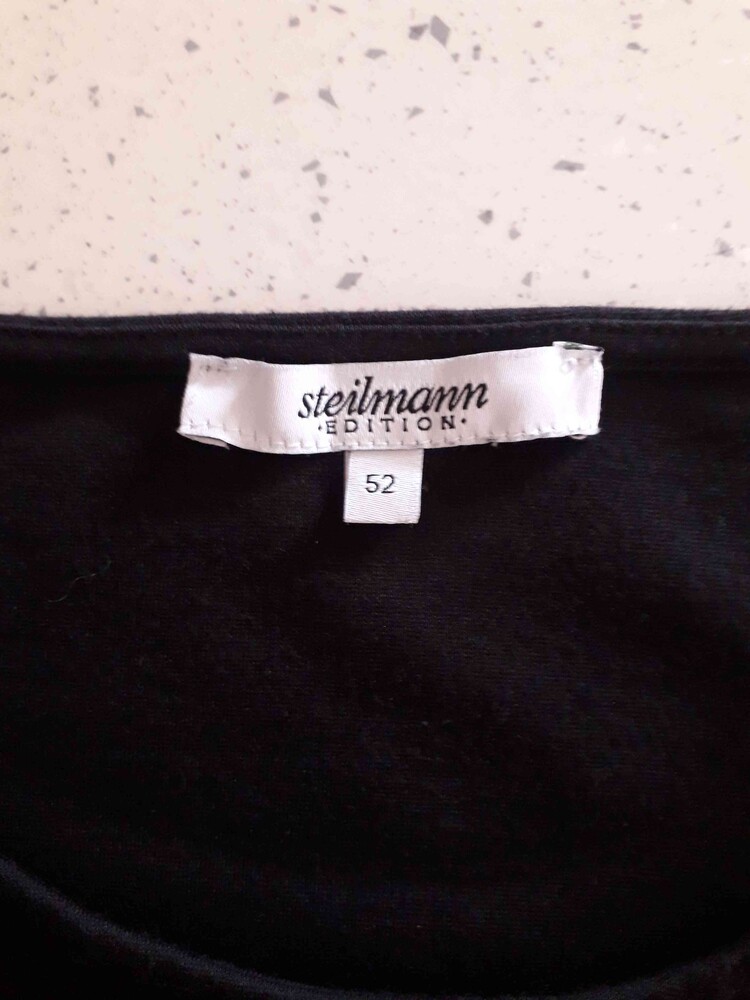 steilmann
·EDITION·
52